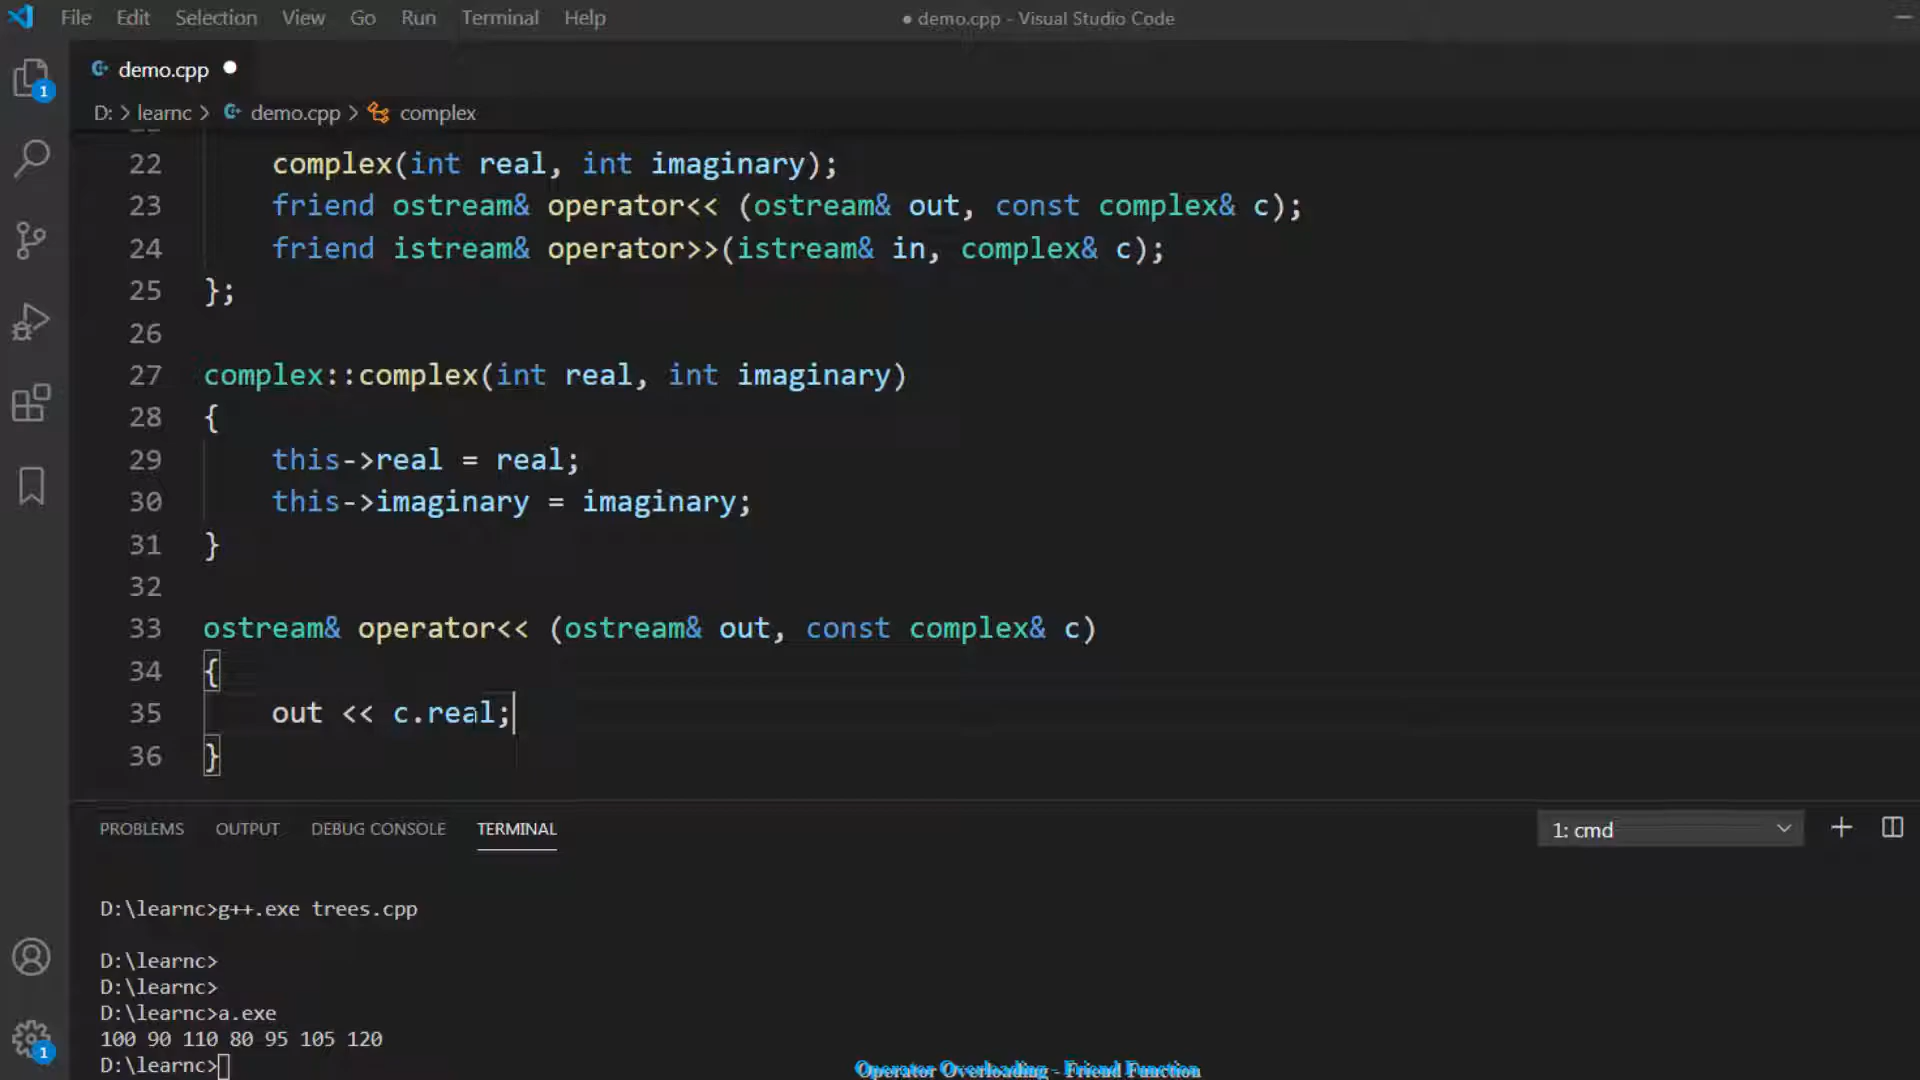 File Edit Selection View Go Run Terminal Help
● demo.cpp - Visual Studio Code
demo.cpp ●
D: > learnc > demo.cpp > complex
22 complex(int real, int imaginary);
23 friend ostream& operator<< (ostream& out, const complex& c);
24 friend istream& operator>>(istream& in, complex& c);
25 };
26
27 complex::complex(int real, int imaginary)
28 {
29 this->real = real;
30 this->imaginary = imaginary;
31 }
32
33 ostream& operator<< (ostream& out, const complex& c)
34 {
35 out << c.real;
36 }
PROBLEMS OUTPUT DEBUG CONSOLE TERMINAL
1: cmd
D:\learnc>g++.exe trees.cpp
D:\learnc>
D:\learnc>
D:\learnc>a.exe
100 90 110 80 95 105 120
D:\learnc>
1
1
Operator Overloading - Friend Function